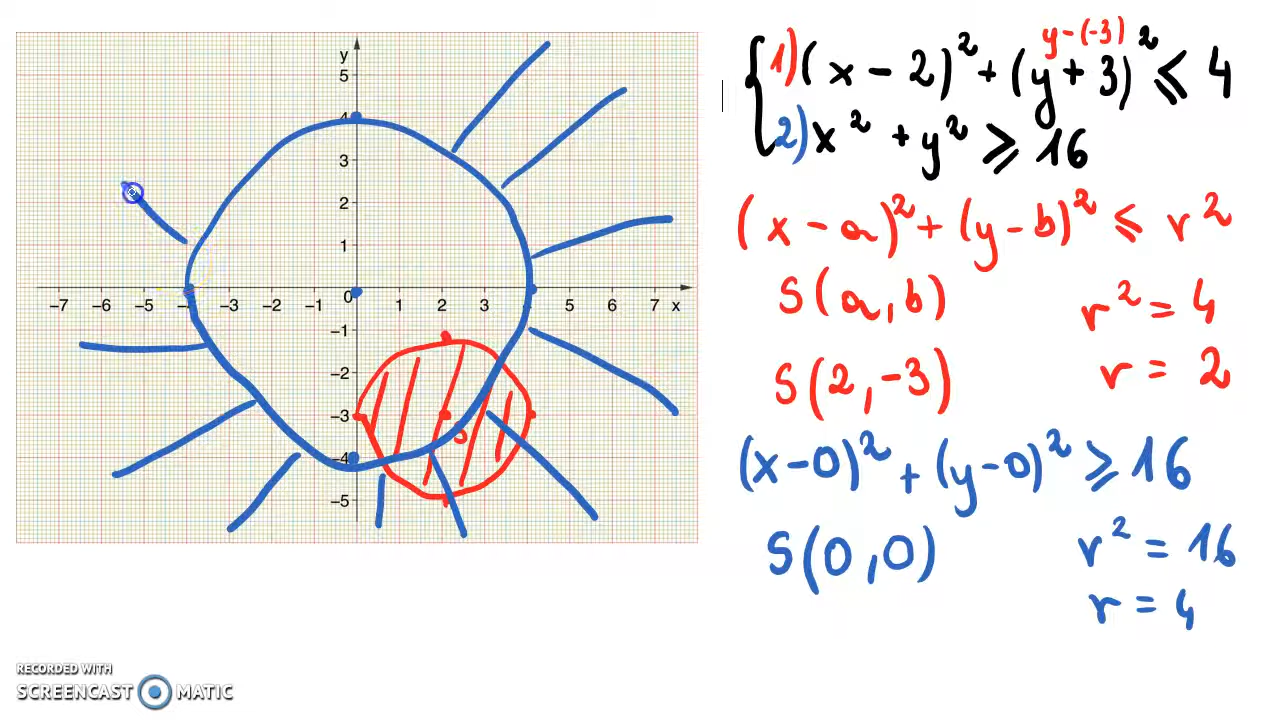 y
5
4
3
2
1
0
-7 -6 -5 -4 -3 -2 -1 1 2 3 5 6 7 x
-1
-2
-3
-4
-5
S
y-(-3)
1) (x-2)² + (y+3)² ≤ 4
2) x² + y² ≥ 16
(x-a)² + (y-b)² ≤ r²
S(a,b) r² = 4
S(2,-3) r = 2
(x-0)² + (y-0)² ≥ 16
S(0,0) r² = 16
r = 4
RECORDED WITH
SCREENCAST MATIC